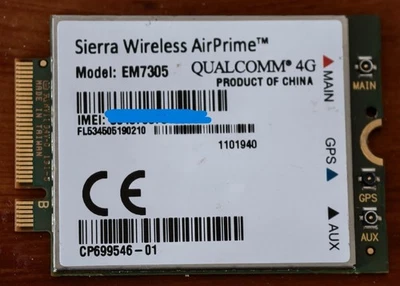 Sierra Wireless AirPrime™
Model: EM7305 QUALCOMM® 4G
PRODUCT OF CHINA
IMEI:
FL534505190210
1101940
CE
CP699546-01
MAIN
GPS
AUX
MAIN
GPS
AUX
B